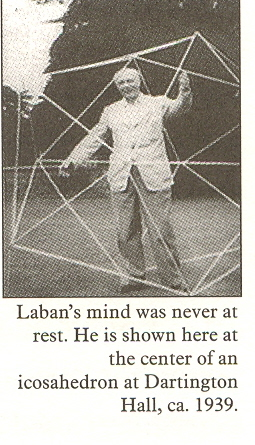 Laban's mind was never at
rest. He is shown here at
the center of an
icosahedron at Dartington
Hall, ca. 1939.